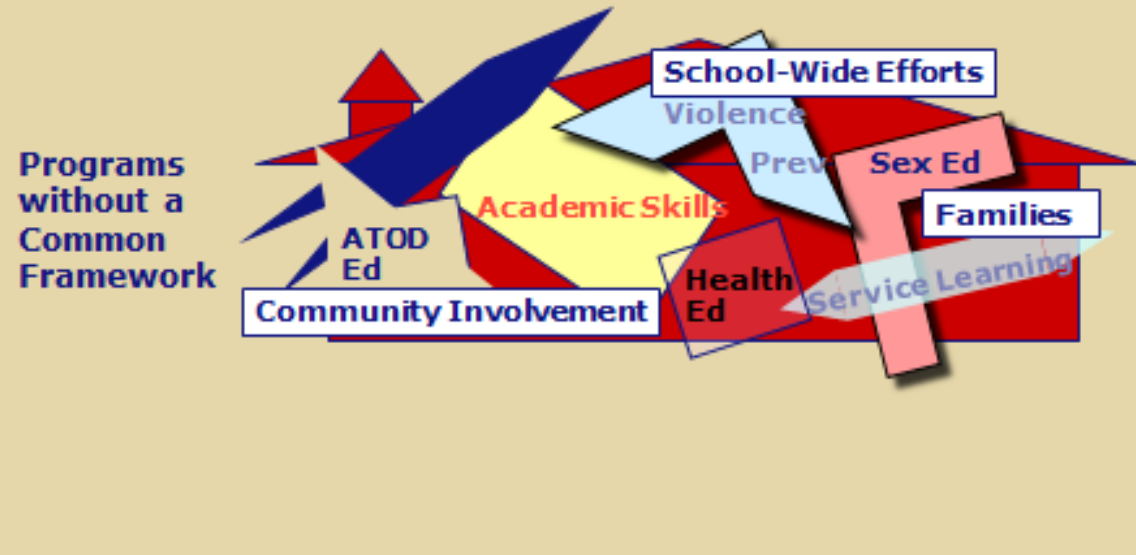 School-Wide Efforts
Violence
Prev
Programs
without a
Common
Framework
Sex Ed
Families
Academic Skills
ATOD
Ed
Health
Ed
Service Learning
Community Involvement